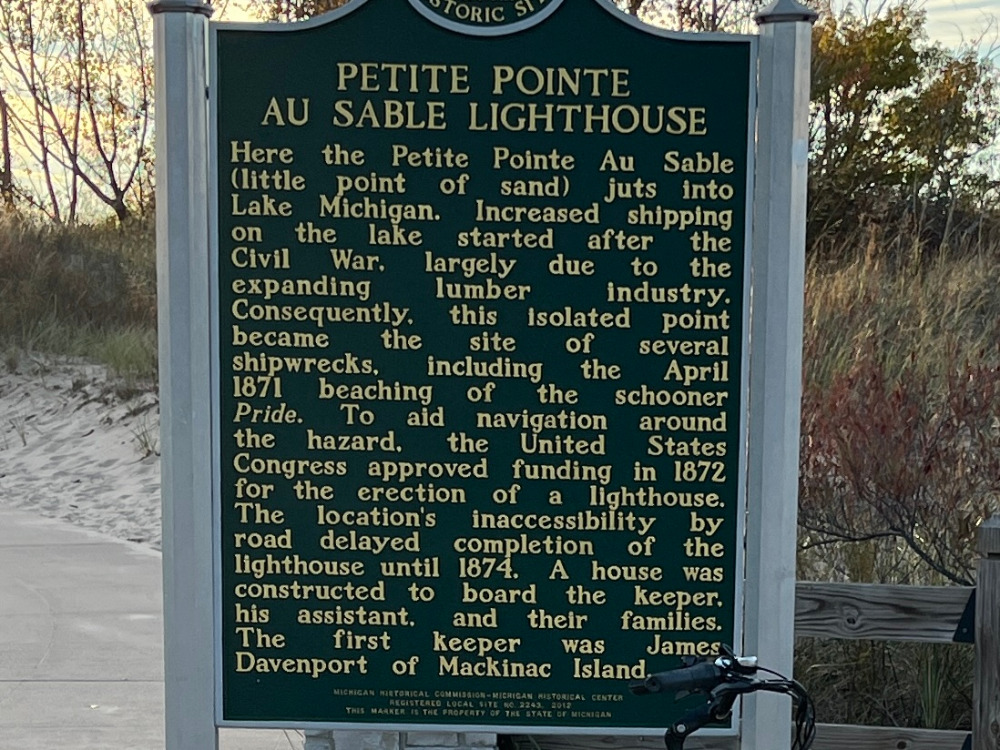 PETITE POINTE
AU SABLE LIGHTHOUSE
Here the Petite Pointe Au Sable
(little point of sand) juts into
Lake Michigan. Increased shipping
on the lake started after the
Civil War, largely due to the
expanding lumber industry.
Consequently, this isolated point
became the site of several
shipwrecks, including the April
1871 beaching of the schooner
Pride. To aid navigation around
the hazard, the United States
Congress approved funding in 1872
for the erection of a lighthouse.
The location's inaccessibility by
road delayed completion of the
lighthouse until 1874. A house was
constructed to board the keeper,
his assistant, and their families.
The first keeper was James
Davenport of Mackinac Island.
MICHIGAN HISTORICAL COMMISSION–MICHIGAN HISTORICAL CENTER
REGISTERED LOCAL SITE NO. 2243, 2012
THIS MARKER IS THE PROPERTY OF THE STATE OF MICHIGAN